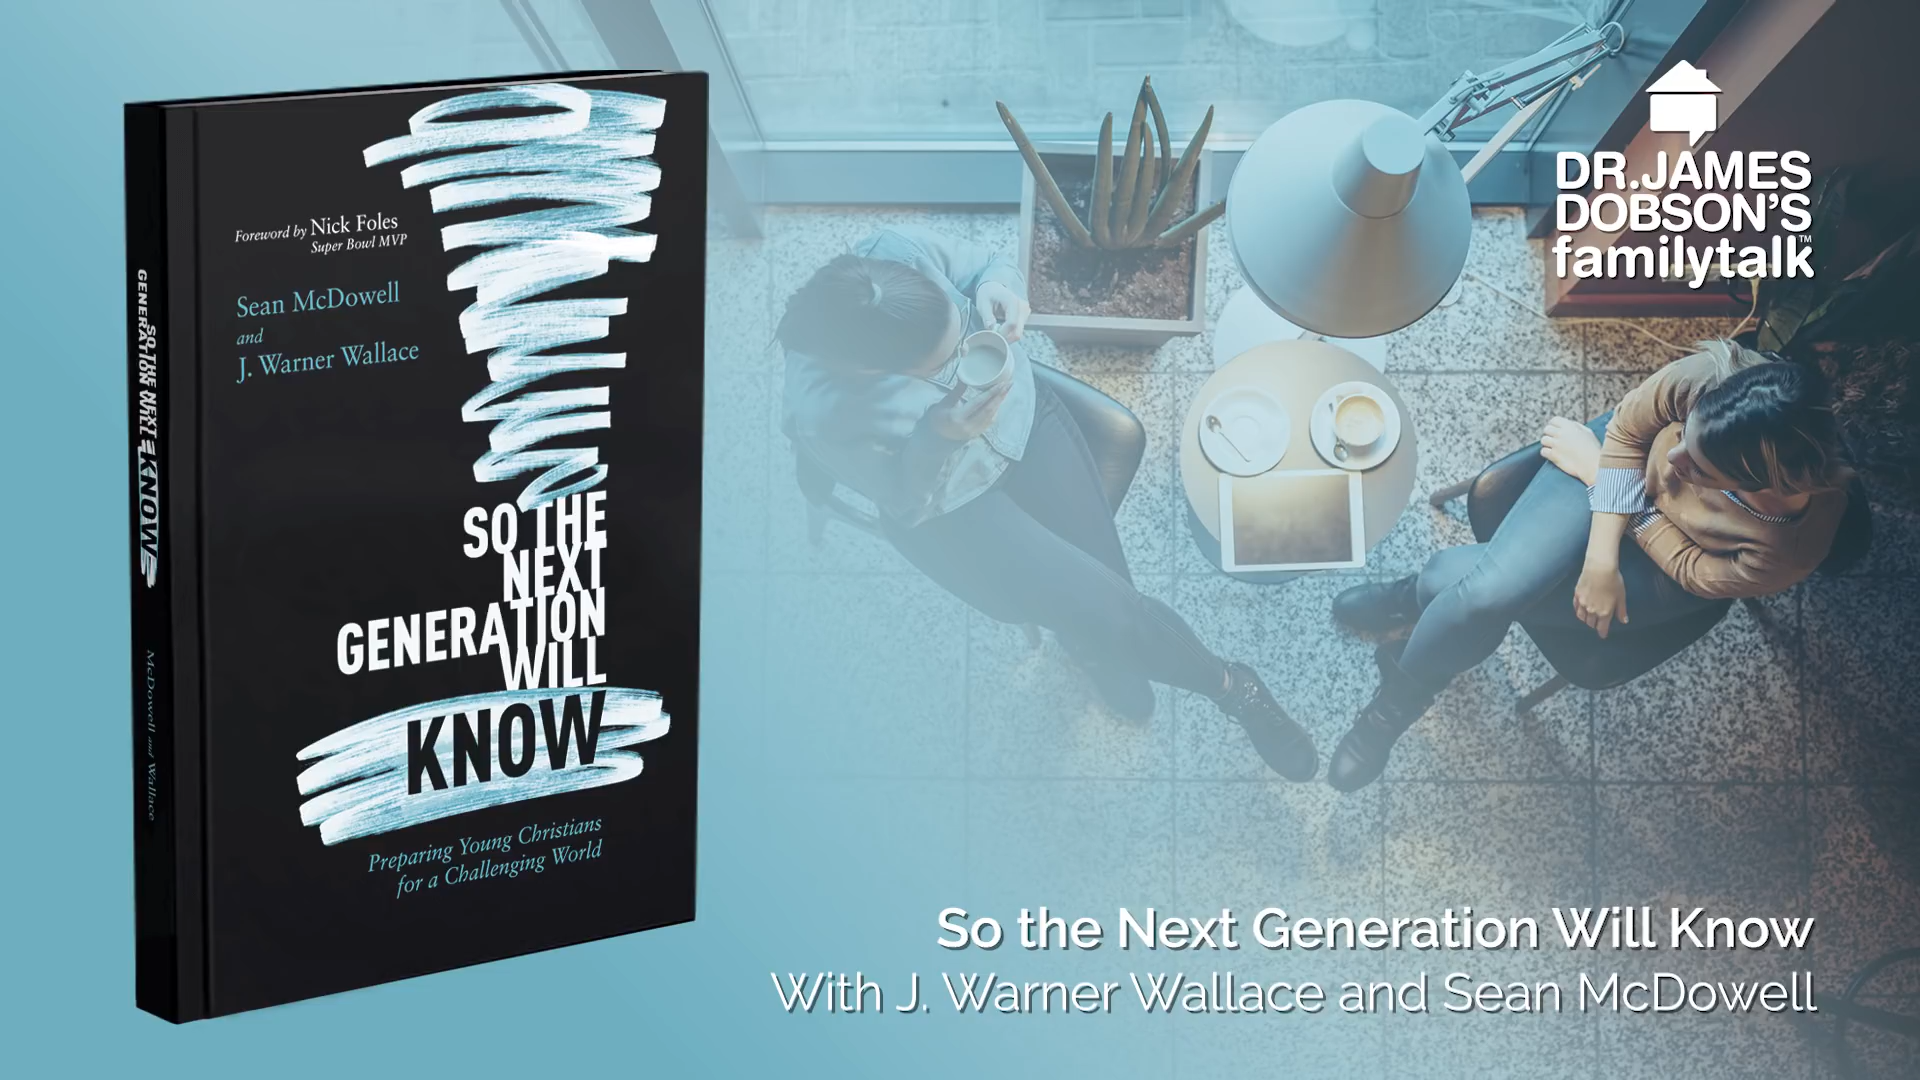 Foreword by Nick Foles
Super Bowl MVP
Sean McDowell
and
J. Warner Wallace
SO THE
NEXT
GENERATION
WILL
KNOW
Preparing Young Christians
for a Challenging World
SO THE NEXT
GENERATION WILL
KNOW
McDowell and Wallace
DR. JAMES
DOBSON'S
familytalk™
So the Next Generation Will Know
With J. Warner Wallace and Sean McDowell